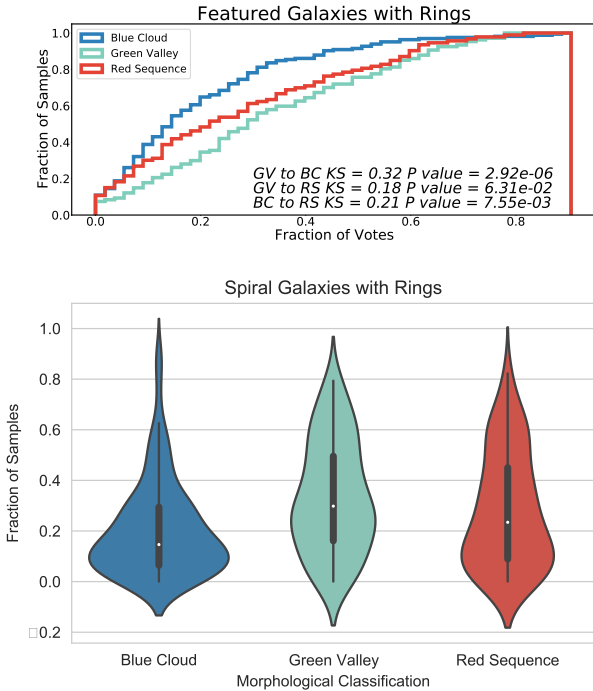 Featured Galaxies with Rings
1.0
0.8
0.6
0.4
0.2
0.0
Fraction of Samples
Blue Cloud
Green Valley
Red Sequence
GV to BC KS = 0.32 P value = 2.92e-06
GV to RS KS = 0.18 P value = 6.31e-02
BC to RS KS = 0.21 P value = 7.55e-03
0.0 0.2 0.4 0.6 0.8
Fraction of Votes
Spiral Galaxies with Rings
1.0
0.8
0.6
0.4
0.2
0.0
□0.2
Fraction of Samples
Blue Cloud Green Valley Red Sequence
Morphological Classification